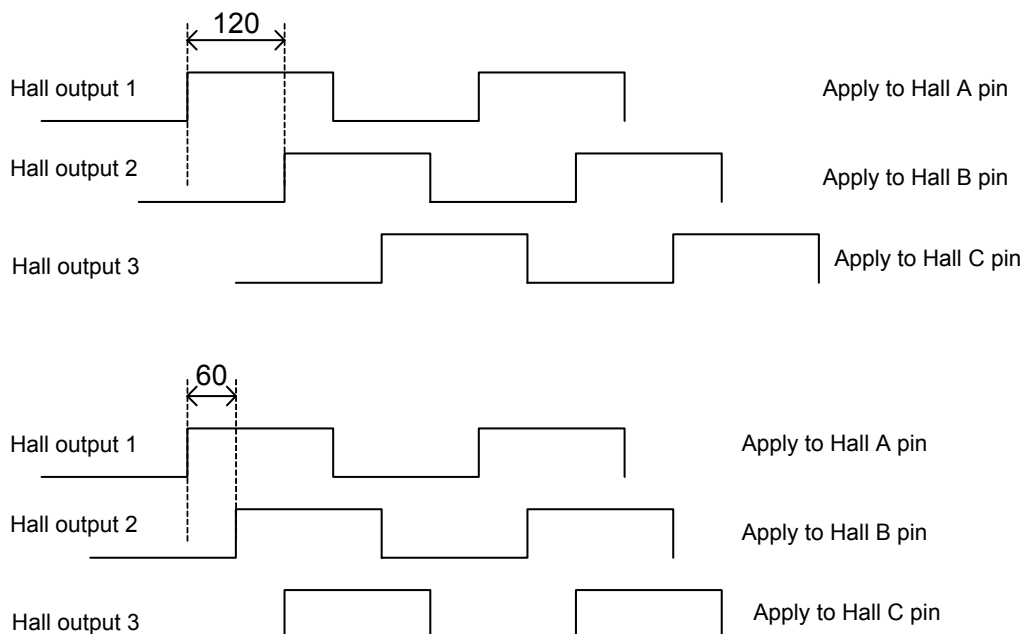 120
Hall output 1 Apply to Hall A pin
Hall output 2 Apply to Hall B pin
Hall output 3 Apply to Hall C pin
60
Hall output 1 Apply to Hall A pin
Hall output 2 Apply to Hall B pin
Hall output 3 Apply to Hall C pin